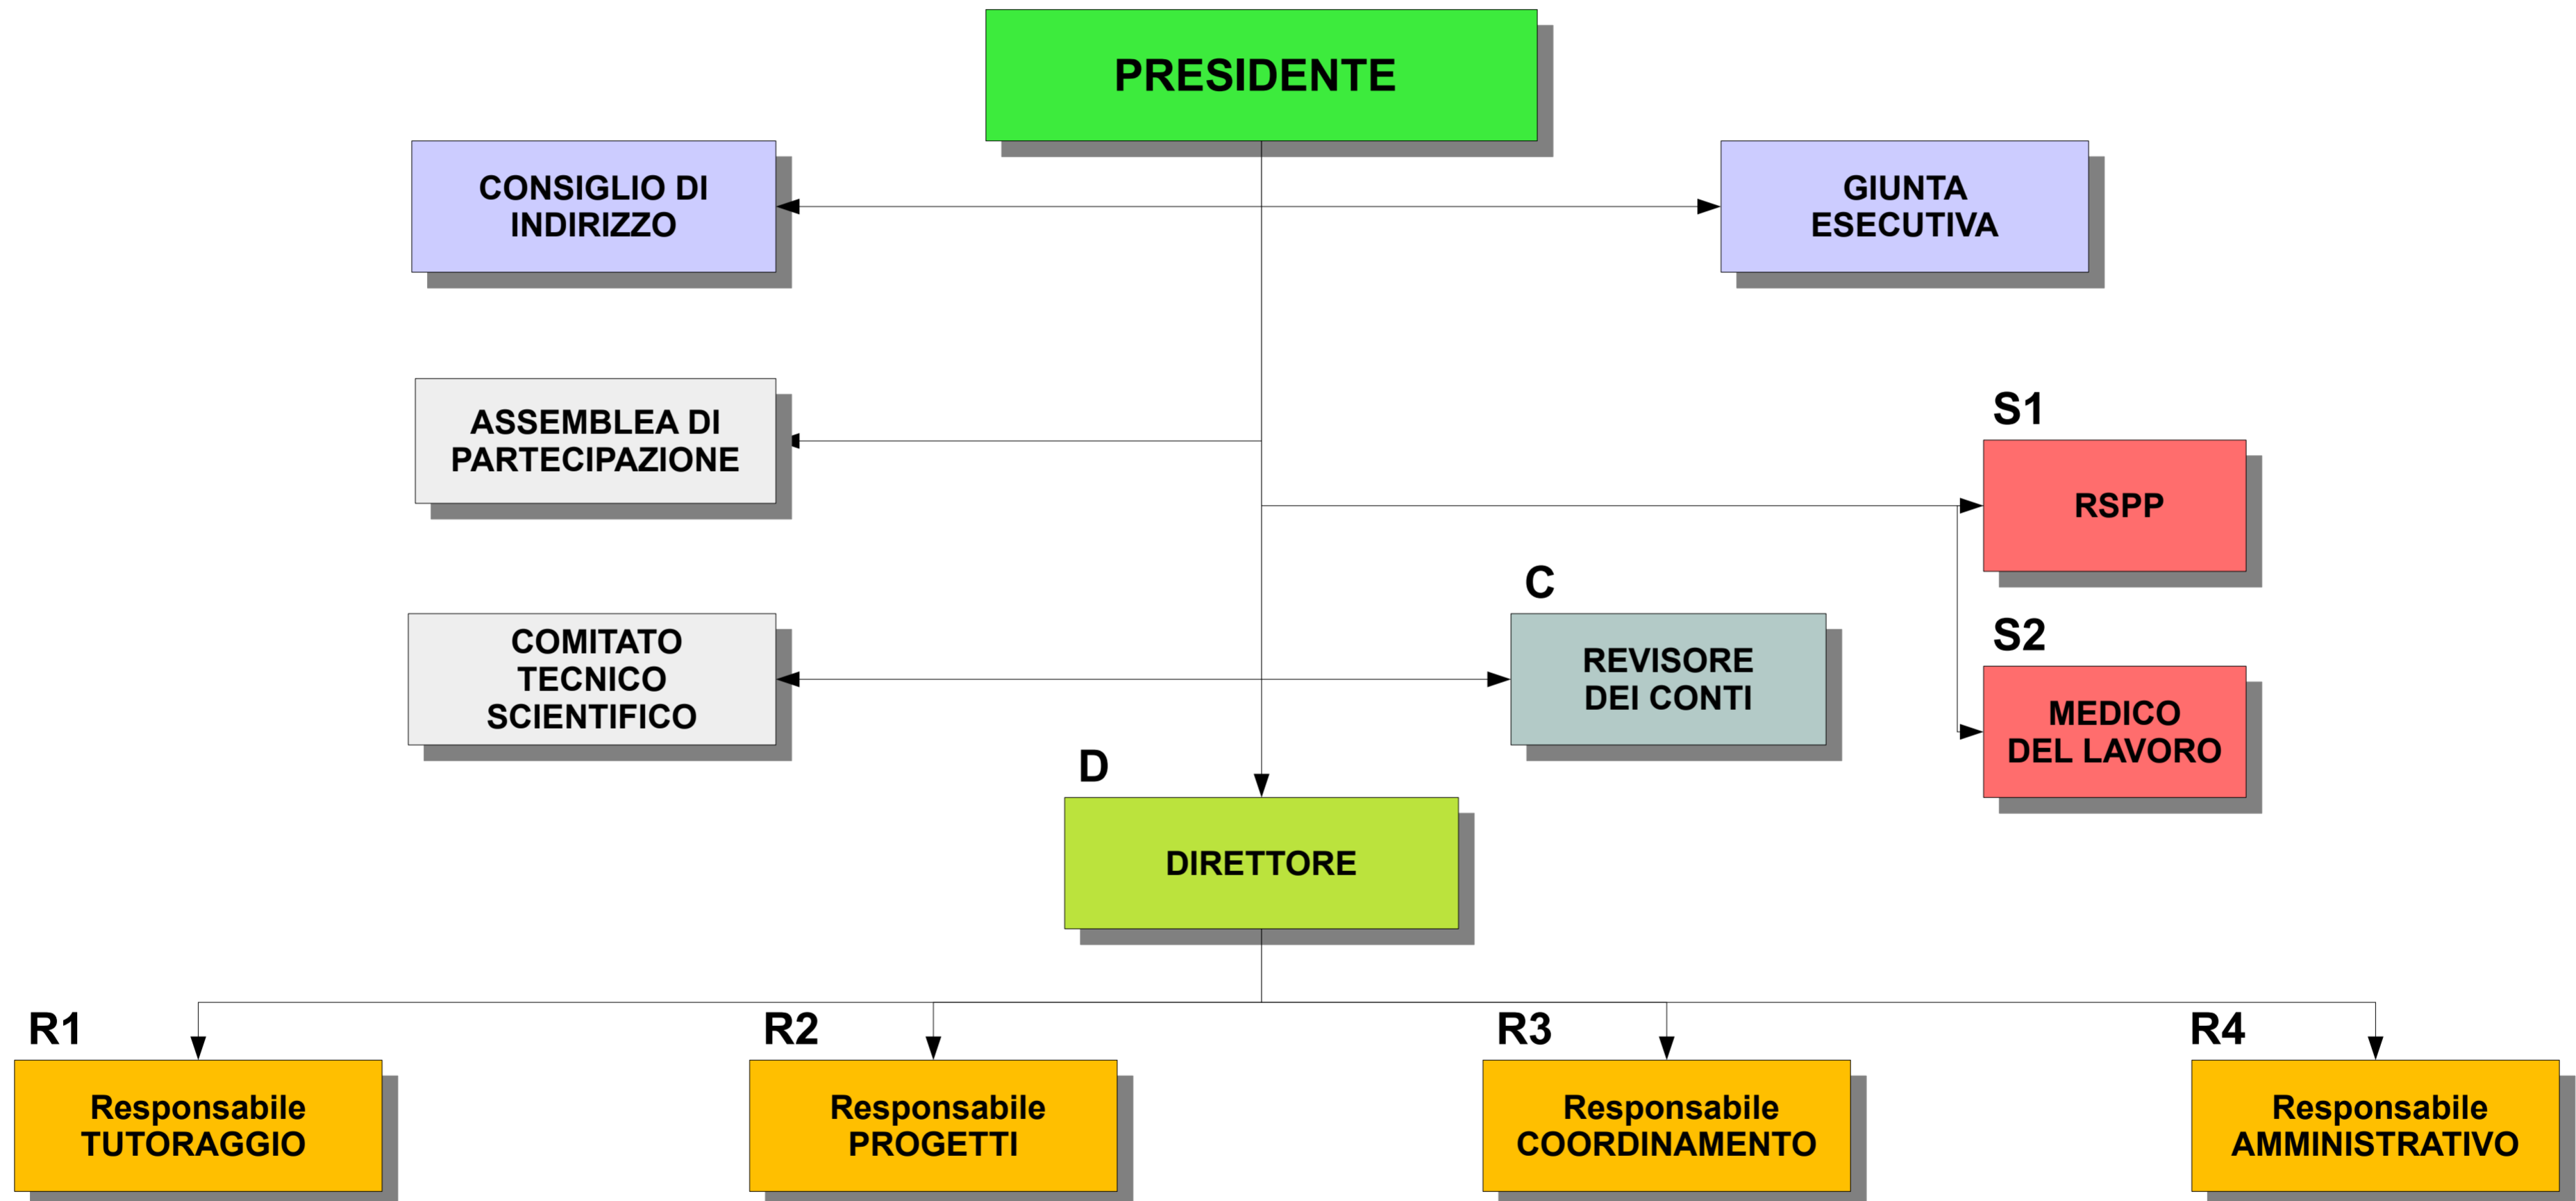 PRESIDENTE
CONSIGLIO DI
INDIRIZZO
GIUNTA
ESECUTIVA
ASSEMBLEA DI
PARTECIPAZIONE
S1
RSPP
C
COMITATO
TECNICO
SCIENTIFICO
REVISORE
DEI CONTI
S2
MEDICO
DEL LAVORO
D
DIRETTORE
R1
Responsabile
TUTORAGGIO
R2
Responsabile
PROGETTI
R3
Responsabile
COORDINAMENTO
R4
Responsabile
AMMINISTRATIVO